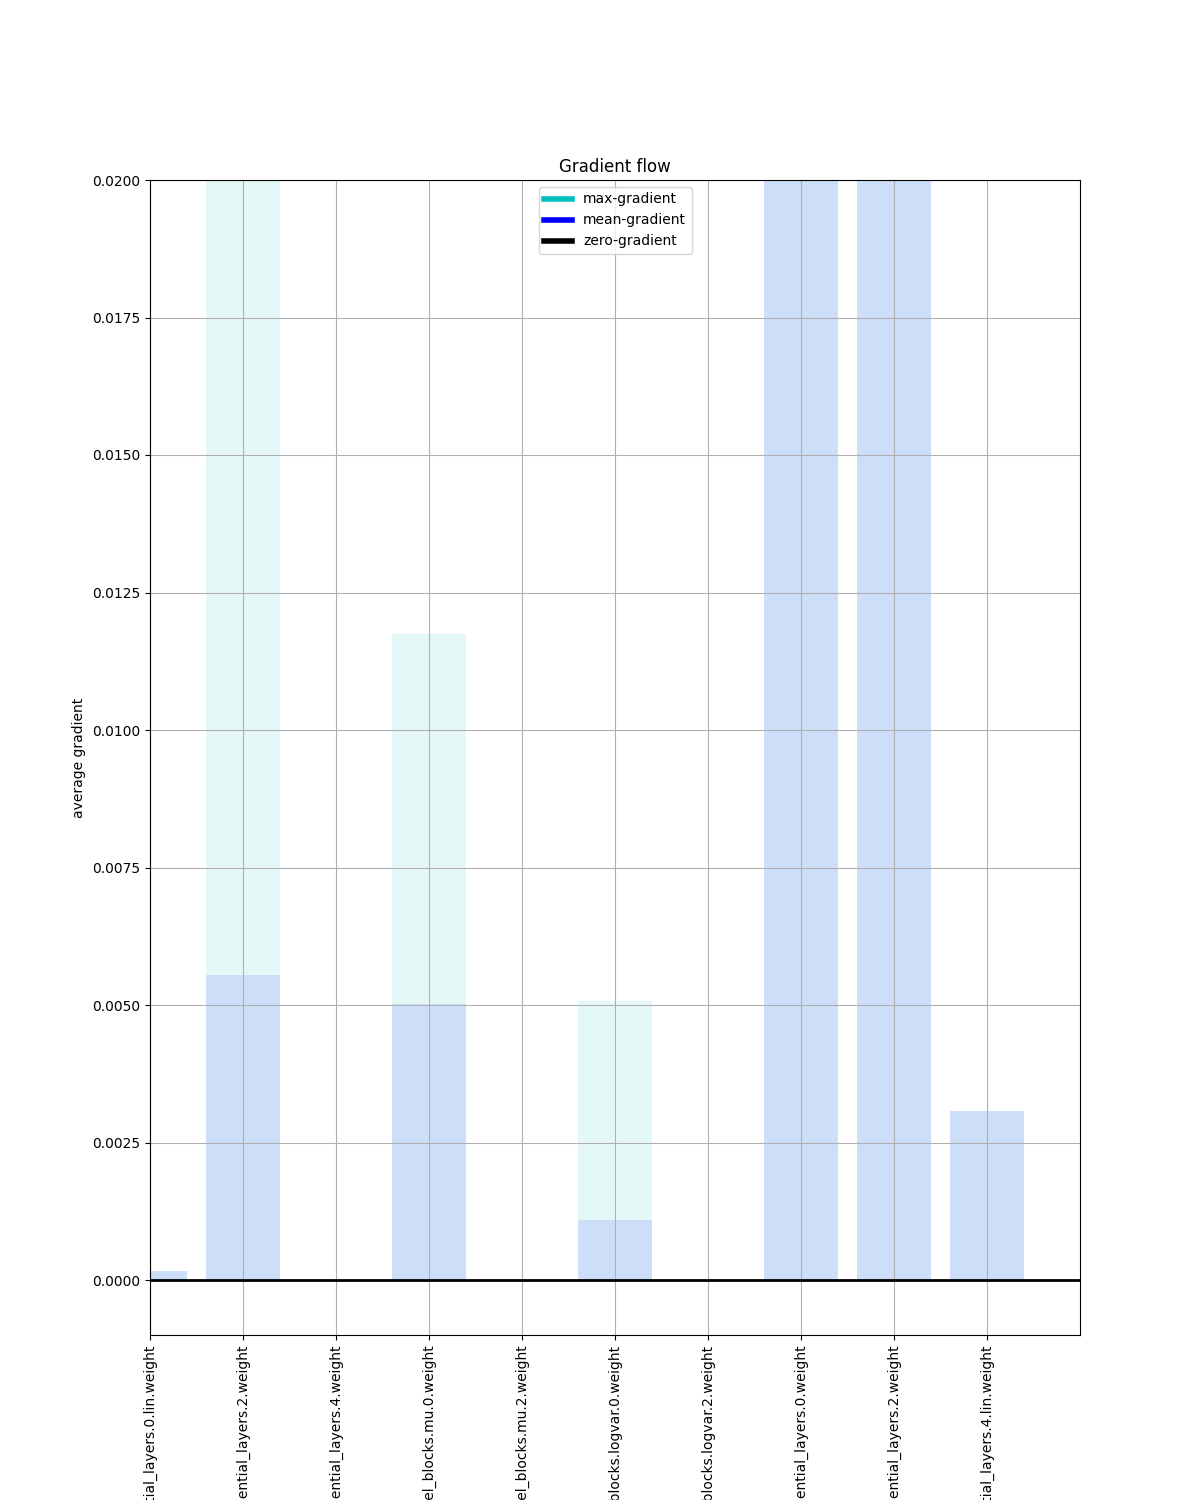 Gradient flow
max-gradient
mean-gradient
zero-gradient
average gradient
0.0200
0.0175
0.0150
0.0125
0.0100
0.0075
0.0050
0.0025
0.0000
tial_layers.0.lin.weight
ential_layers.2.weight
ential_layers.4.weight
el_blocks.mu.0.weight
el_blocks.mu.2.weight
blocks.logvar.0.weight
blocks.logvar.2.weight
ential_layers.0.weight
ential_layers.2.weight
tial_layers.4.lin.weight